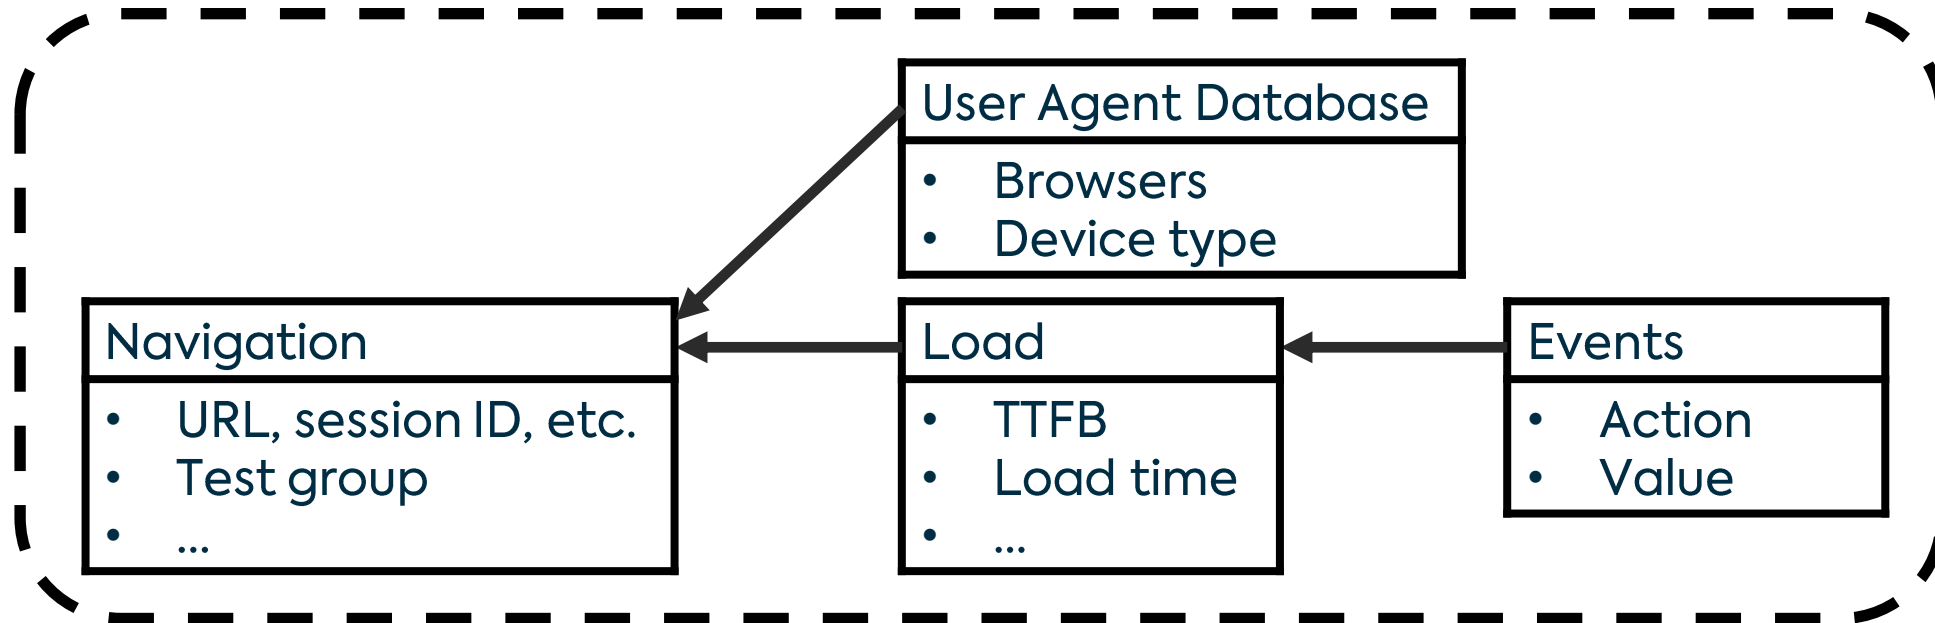 User Agent Database
• Browsers
• Device type
Navigation
• URL, session ID, etc.
• Test group
• ...
Load
• TTFB
• Load time
• ...
Events
• Action
• Value